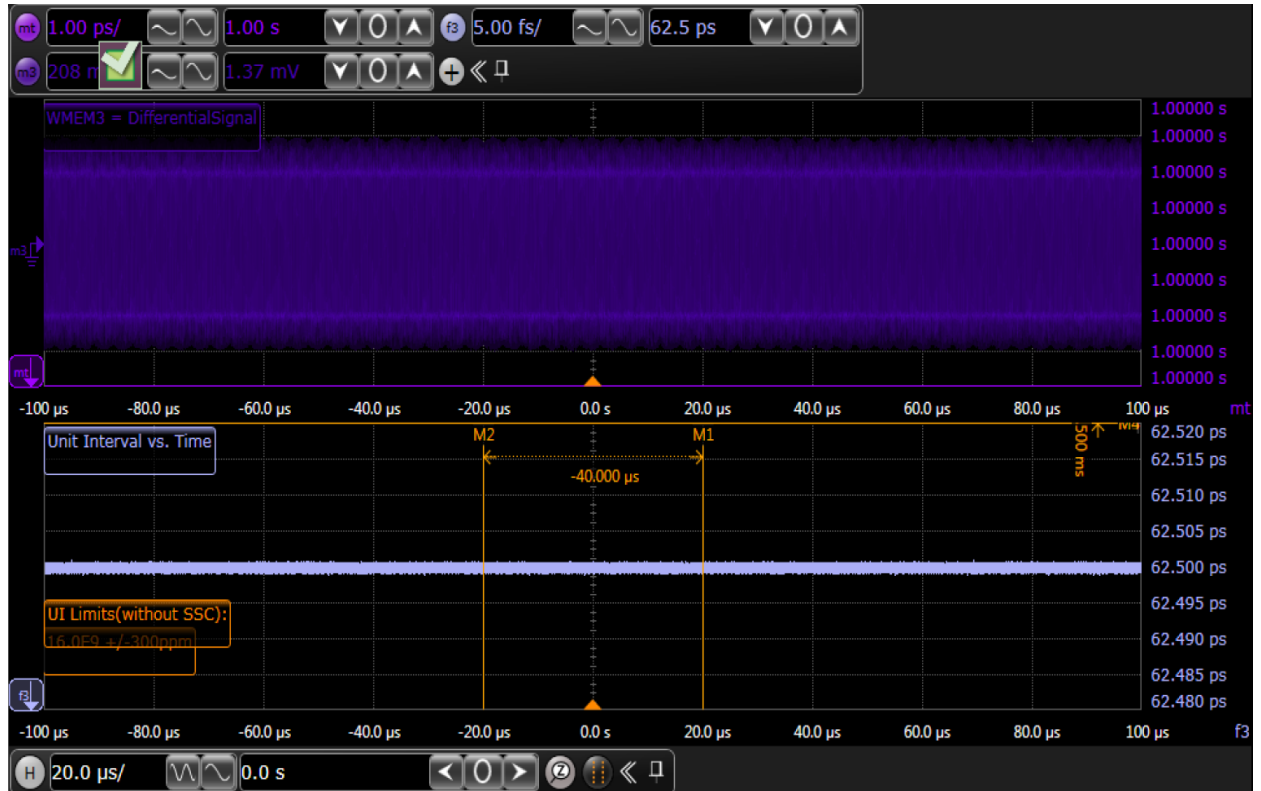 mt 1.00 ps/ 1.00 s f3 5.00 fs/ 62.5 ps
m3 208 1.37 mV
WMEM3 = DifferentialSignal
1.00000 s
1.00000 s
1.00000 s
1.00000 s
1.00000 s
1.00000 s
1.00000 s
1.00000 s
1.00000 s
m3
mt
-100 µs -80.0 µs -60.0 µs -40.0 µs -20.0 µs 0.0 s 20.0 µs 40.0 µs 60.0 µs 80.0 µs 100 µs mt
Unit Interval vs. Time
M2 M1 M4
-40.000 µs
500 ms
62.520 ps
62.515 ps
62.510 ps
62.505 ps
62.500 ps
62.495 ps
62.490 ps
62.485 ps
62.480 ps
UI Limits(without SSC):
16.0E9 +/-300ppm
f3
-100 µs -80.0 µs -60.0 µs -40.0 µs -20.0 µs 0.0 s 20.0 µs 40.0 µs 60.0 µs 80.0 µs 100 µs f3
H 20.0 µs/ 0.0 s Z